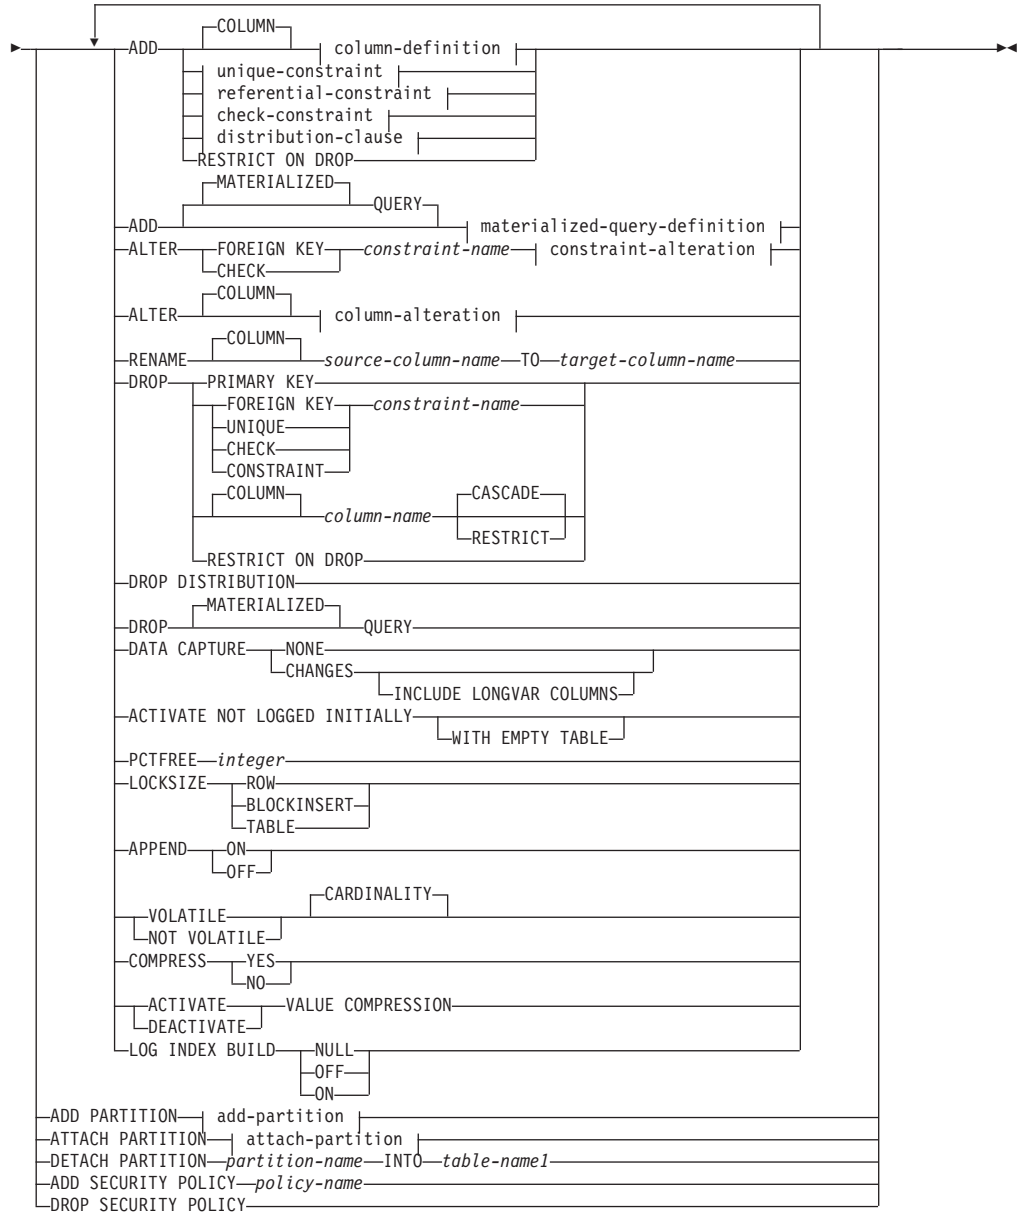 COLUMN
ADD column-definition
unique-constraint
referential-constraint
check-constraint
distribution-clause
RESTRICT ON DROP
MATERIALIZED
QUERY
ADD materialized-query-definition
ALTER FOREIGN KEY constraint-name constraint-alteration
CHECK
COLUMN
ALTER column-alteration
COLUMN
RENAME source-column-name TO target-column-name
DROP PRIMARY KEY
FOREIGN KEY constraint-name
UNIQUE
CHECK
CONSTRAINT
COLUMN CASCADE
column-name
RESTRICT
RESTRICT ON DROP
DROP DISTRIBUTION
MATERIALIZED
DROP QUERY
DATA CAPTURE NONE
CHANGES
INCLUDE LONGVAR COLUMNS
ACTIVATE NOT LOGGED INITIALLY
WITH EMPTY TABLE
PCTFREE integer
LOCKSIZE ROW
BLOCKINSERT
TABLE
APPEND ON
OFF
CARDINALITY
VOLATILE
NOT VOLATILE
COMPRESS YES
NO
ACTIVATE VALUE COMPRESSION
DEACTIVATE
LOG INDEX BUILD NULL
OFF
ON
ADD PARTITION add-partition
ATTACH PARTITION attach-partition
DETACH PARTITION partition-name INTO table-name1
ADD SECURITY POLICY policy-name
DROP SECURITY POLICY